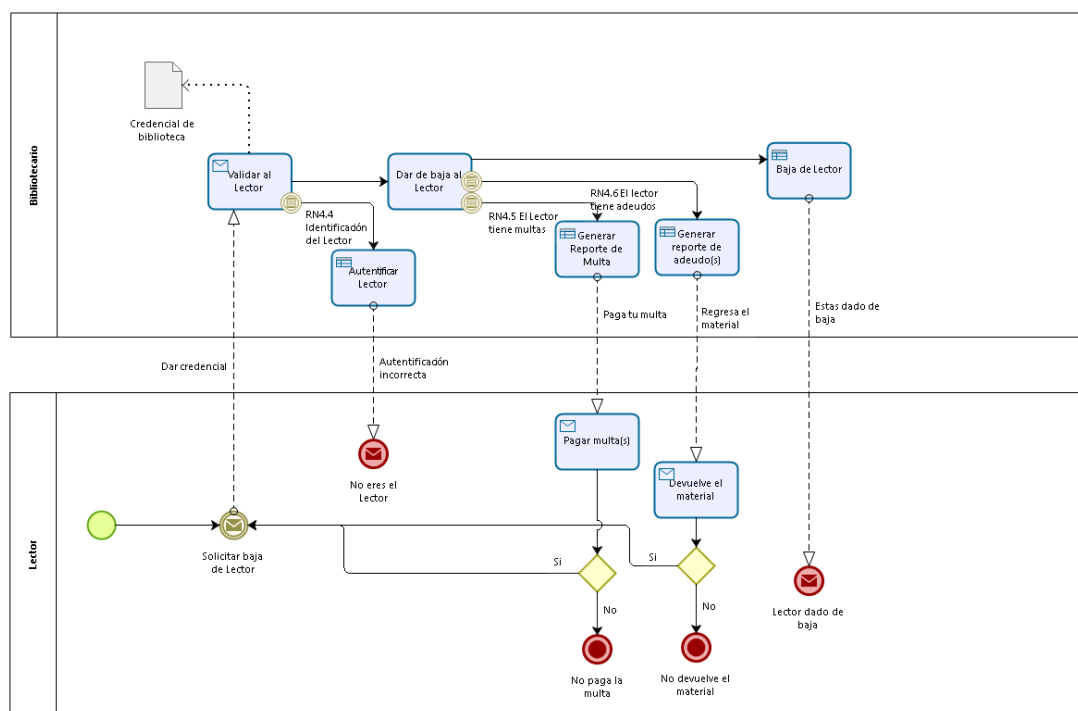 Bibliotecario
Credencial de
biblioteca
Validar al
Lector
Dar de baja al
Lector
Baja de Lector
RN4.4
Identificación
del Lector
RN4.5 El Lector
tiene multas
RN4.6 El lector
tiene adeudos
Autentificar
Lector
Generar
Reporte de
Multa
Generar
reporte de
adeudo(s)
Dar credencial
Autentificación
incorrecta
Paga tu multa
Regresa el
material
Estas dado de
baja
Lector
No eres el
Lector
Pagar multa(s)
Devuelve el
material
Solicitar baja
de Lector
Si
Si
No
No
No paga la
multa
No devuelve el
material
Lector dado de
baja